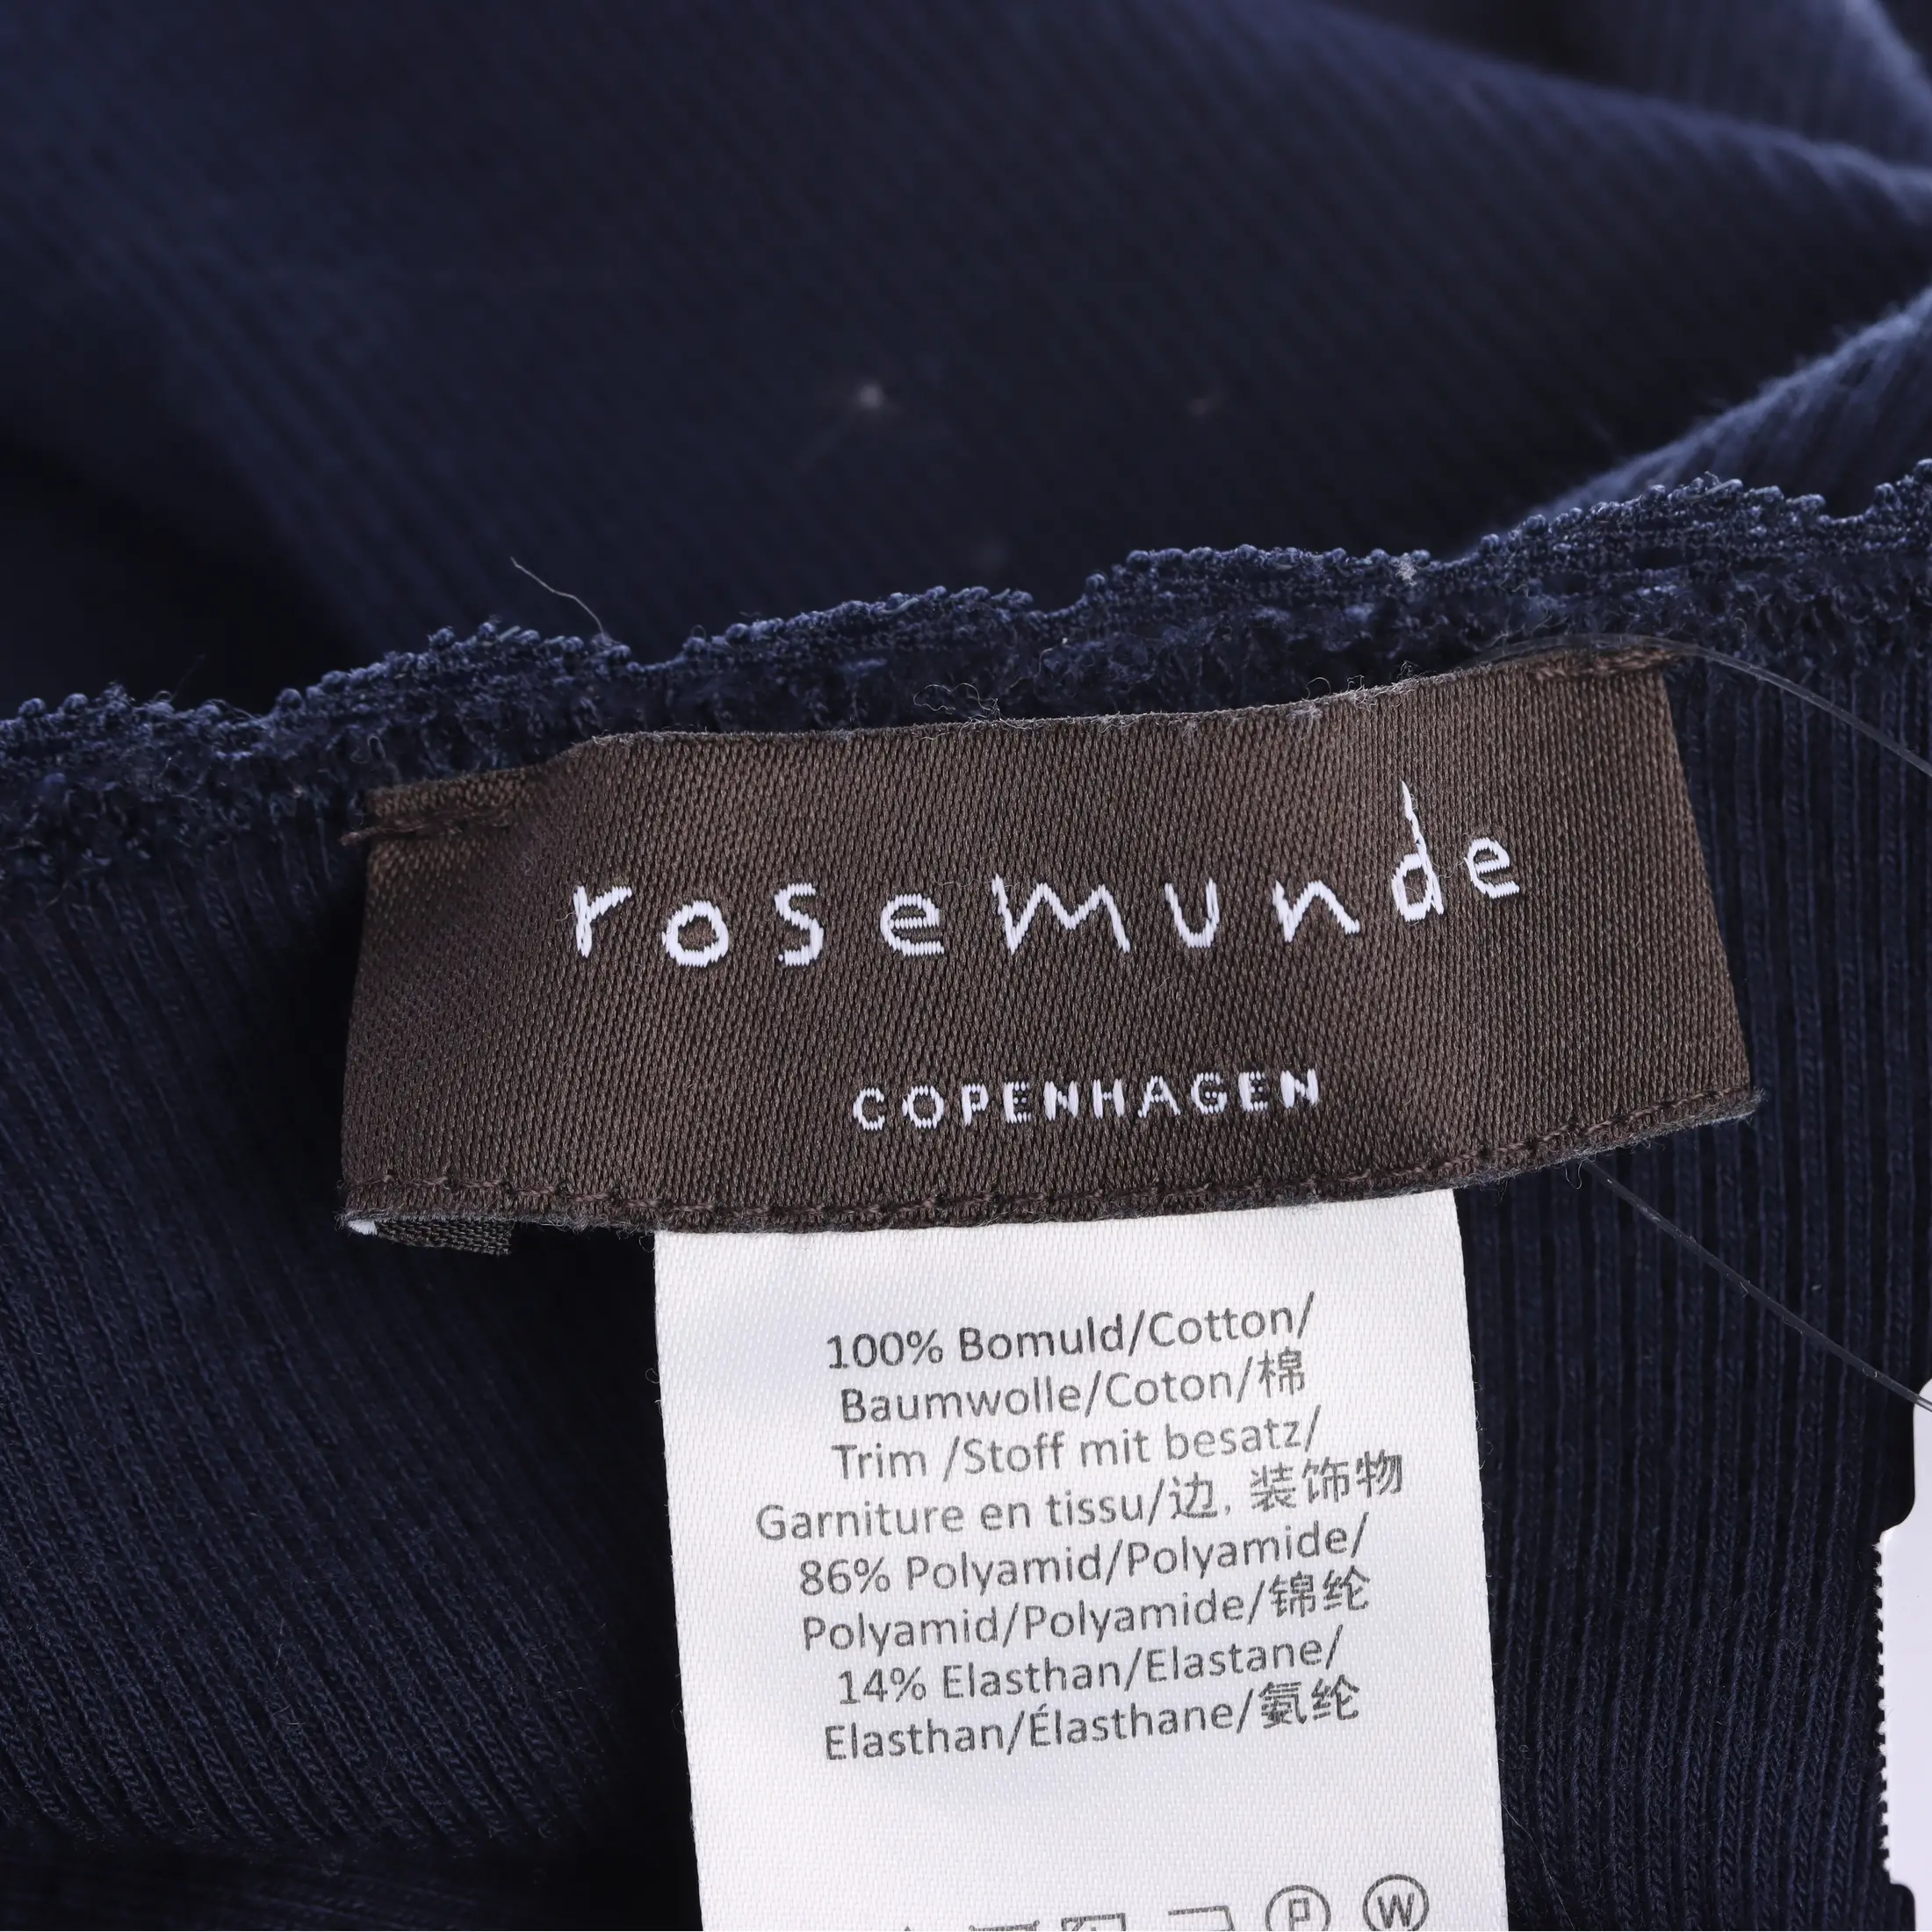 rosemunde
COPENHAGEN
100% Bomuld/Cotton/
Baumwolle/Coton/棉
Trim /Stoff mit besatz/
Garniture en tissu/边, 装饰物
86% Polyamid/Polyamide/
Polyamid/Polyamide/锦纶
14% Elasthan/Elastane/
Elasthan/Élasthane/氨纶
P W